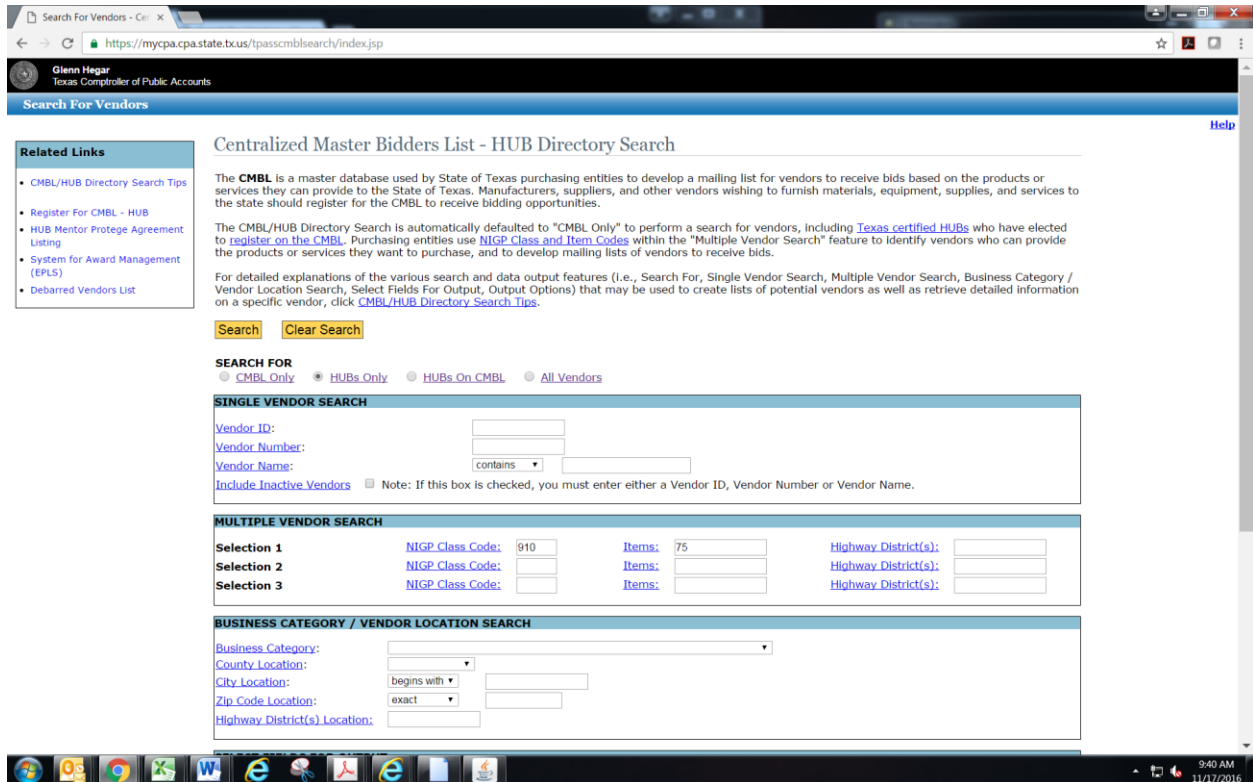 Search For Vendors - Cer
https://mycpa.cpa.state.tx.us/tpasscmblsearch/index.jsp
Glenn Hegar
Texas Comptroller of Public Accounts
Search For Vendors
Help
Related Links
CMBL/HUB Directory Search Tips
Register For CMBL - HUB
HUB Mentor Protege Agreement
Listing
System for Award Management
(EPLS)
Debarred Vendors List
Centralized Master Bidders List - HUB Directory Search
The CMBL is a master database used by State of Texas purchasing entities to develop a mailing list for vendors to receive bids based on the products or
services they can provide to the State of Texas. Manufacturers, suppliers, and other vendors wishing to furnish materials, equipment, supplies, and services to
the state should register for the CMBL to receive bidding opportunities.
The CMBL/HUB Directory Search is automatically defaulted to "CMBL Only" to perform a search for vendors, including Texas certified HUBs who have elected
to register on the CMBL. Purchasing entities use NIGP Class and Item Codes within the "Multiple Vendor Search" feature to identify vendors who can provide
the products or services they want to purchase, and to develop mailing lists of vendors to receive bids.
For detailed explanations of the various search and data output features (i.e., Search For, Single Vendor Search, Multiple Vendor Search, Business Category /
Vendor Location Search, Select Fields For Output, Output Options) that may be used to create lists of potential vendors as well as retrieve detailed information
on a specific vendor, click CMBL/HUB Directory Search Tips.
Search Clear Search
SEARCH FOR
CMBL Only HUBs Only HUBs On CMBL All Vendors
SINGLE VENDOR SEARCH
Vendor ID:
Vendor Number:
Vendor Name: contains
Include Inactive Vendors Note: If this box is checked, you must enter either a Vendor ID, Vendor Number or Vendor Name.
MULTIPLE VENDOR SEARCH
Selection 1 NIGP Class Code: 910 Items: 75 Highway District(s):
Selection 2 NIGP Class Code: Items: Highway District(s):
Selection 3 NIGP Class Code: Items: Highway District(s):
BUSINESS CATEGORY / VENDOR LOCATION SEARCH
Business Category:
County Location:
City Location: begins with
Zip Code Location: exact
Highway District(s) Location:
SELECT FIELDS FOR OUTPUT
9:40 AM
11/17/2016